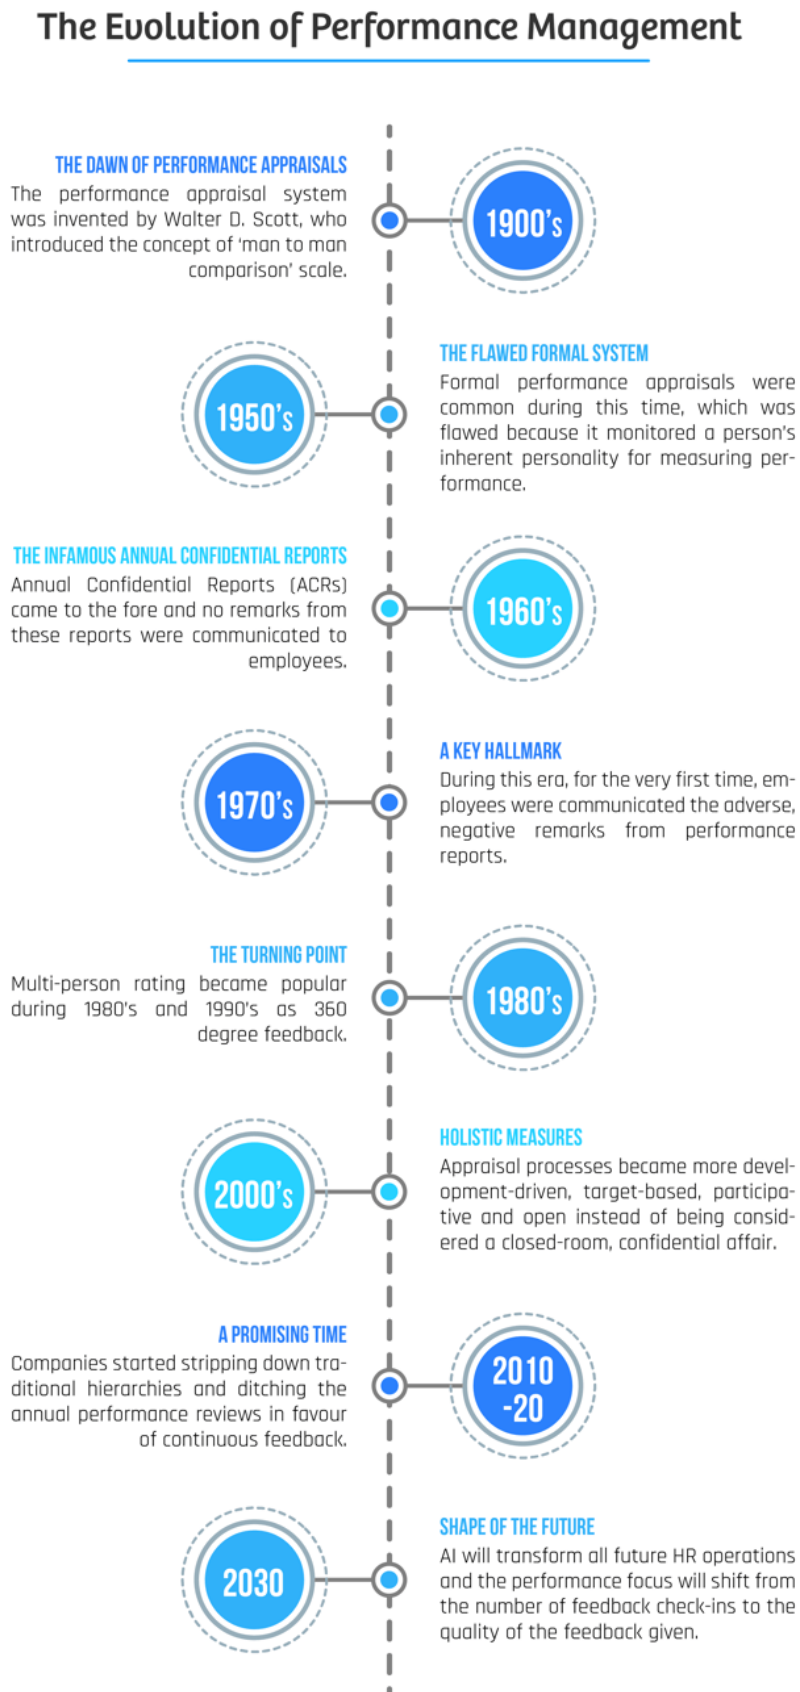 The Evolution of Performance Management
THE DAWN OF PERFORMANCE APPRAISALS
The performance appraisal system
was invented by Walter D. Scott, who
introduced the concept of ‘man to man
comparison’ scale.
1900’s
1950’s
THE FLAWED FORMAL SYSTEM
Formal performance appraisals were
common during this time, which was
flawed because it monitored a person’s
inherent personality for measuring per-
formance.
THE INFAMOUS ANNUAL CONFIDENTIAL REPORTS
Annual Confidential Reports (ACRs)
came to the fore and no remarks from
these reports were communicated to
employees.
1960’s
1970’s
A KEY HALLMARK
During this era, for the very first time, em-
ployees were communicated the adverse,
negative remarks from performance
reports.
THE TURNING POINT
Multi-person rating became popular
during 1980’s and 1990’s as 360
degree feedback.
1980’s
2000’s
HOLISTIC MEASURES
Appraisal processes became more devel-
opment-driven, target-based, participa-
tive and open instead of being consid-
ered a closed-room, confidential affair.
A PROMISING TIME
Companies started stripping down tra-
ditional hierarchies and ditching the
annual performance reviews in favour
of continuous feedback.
2010
-20
2030
SHAPE OF THE FUTURE
AI will transform all future HR operations
and the performance focus will shift from
the number of feedback check-ins to the
quality of the feedback given.